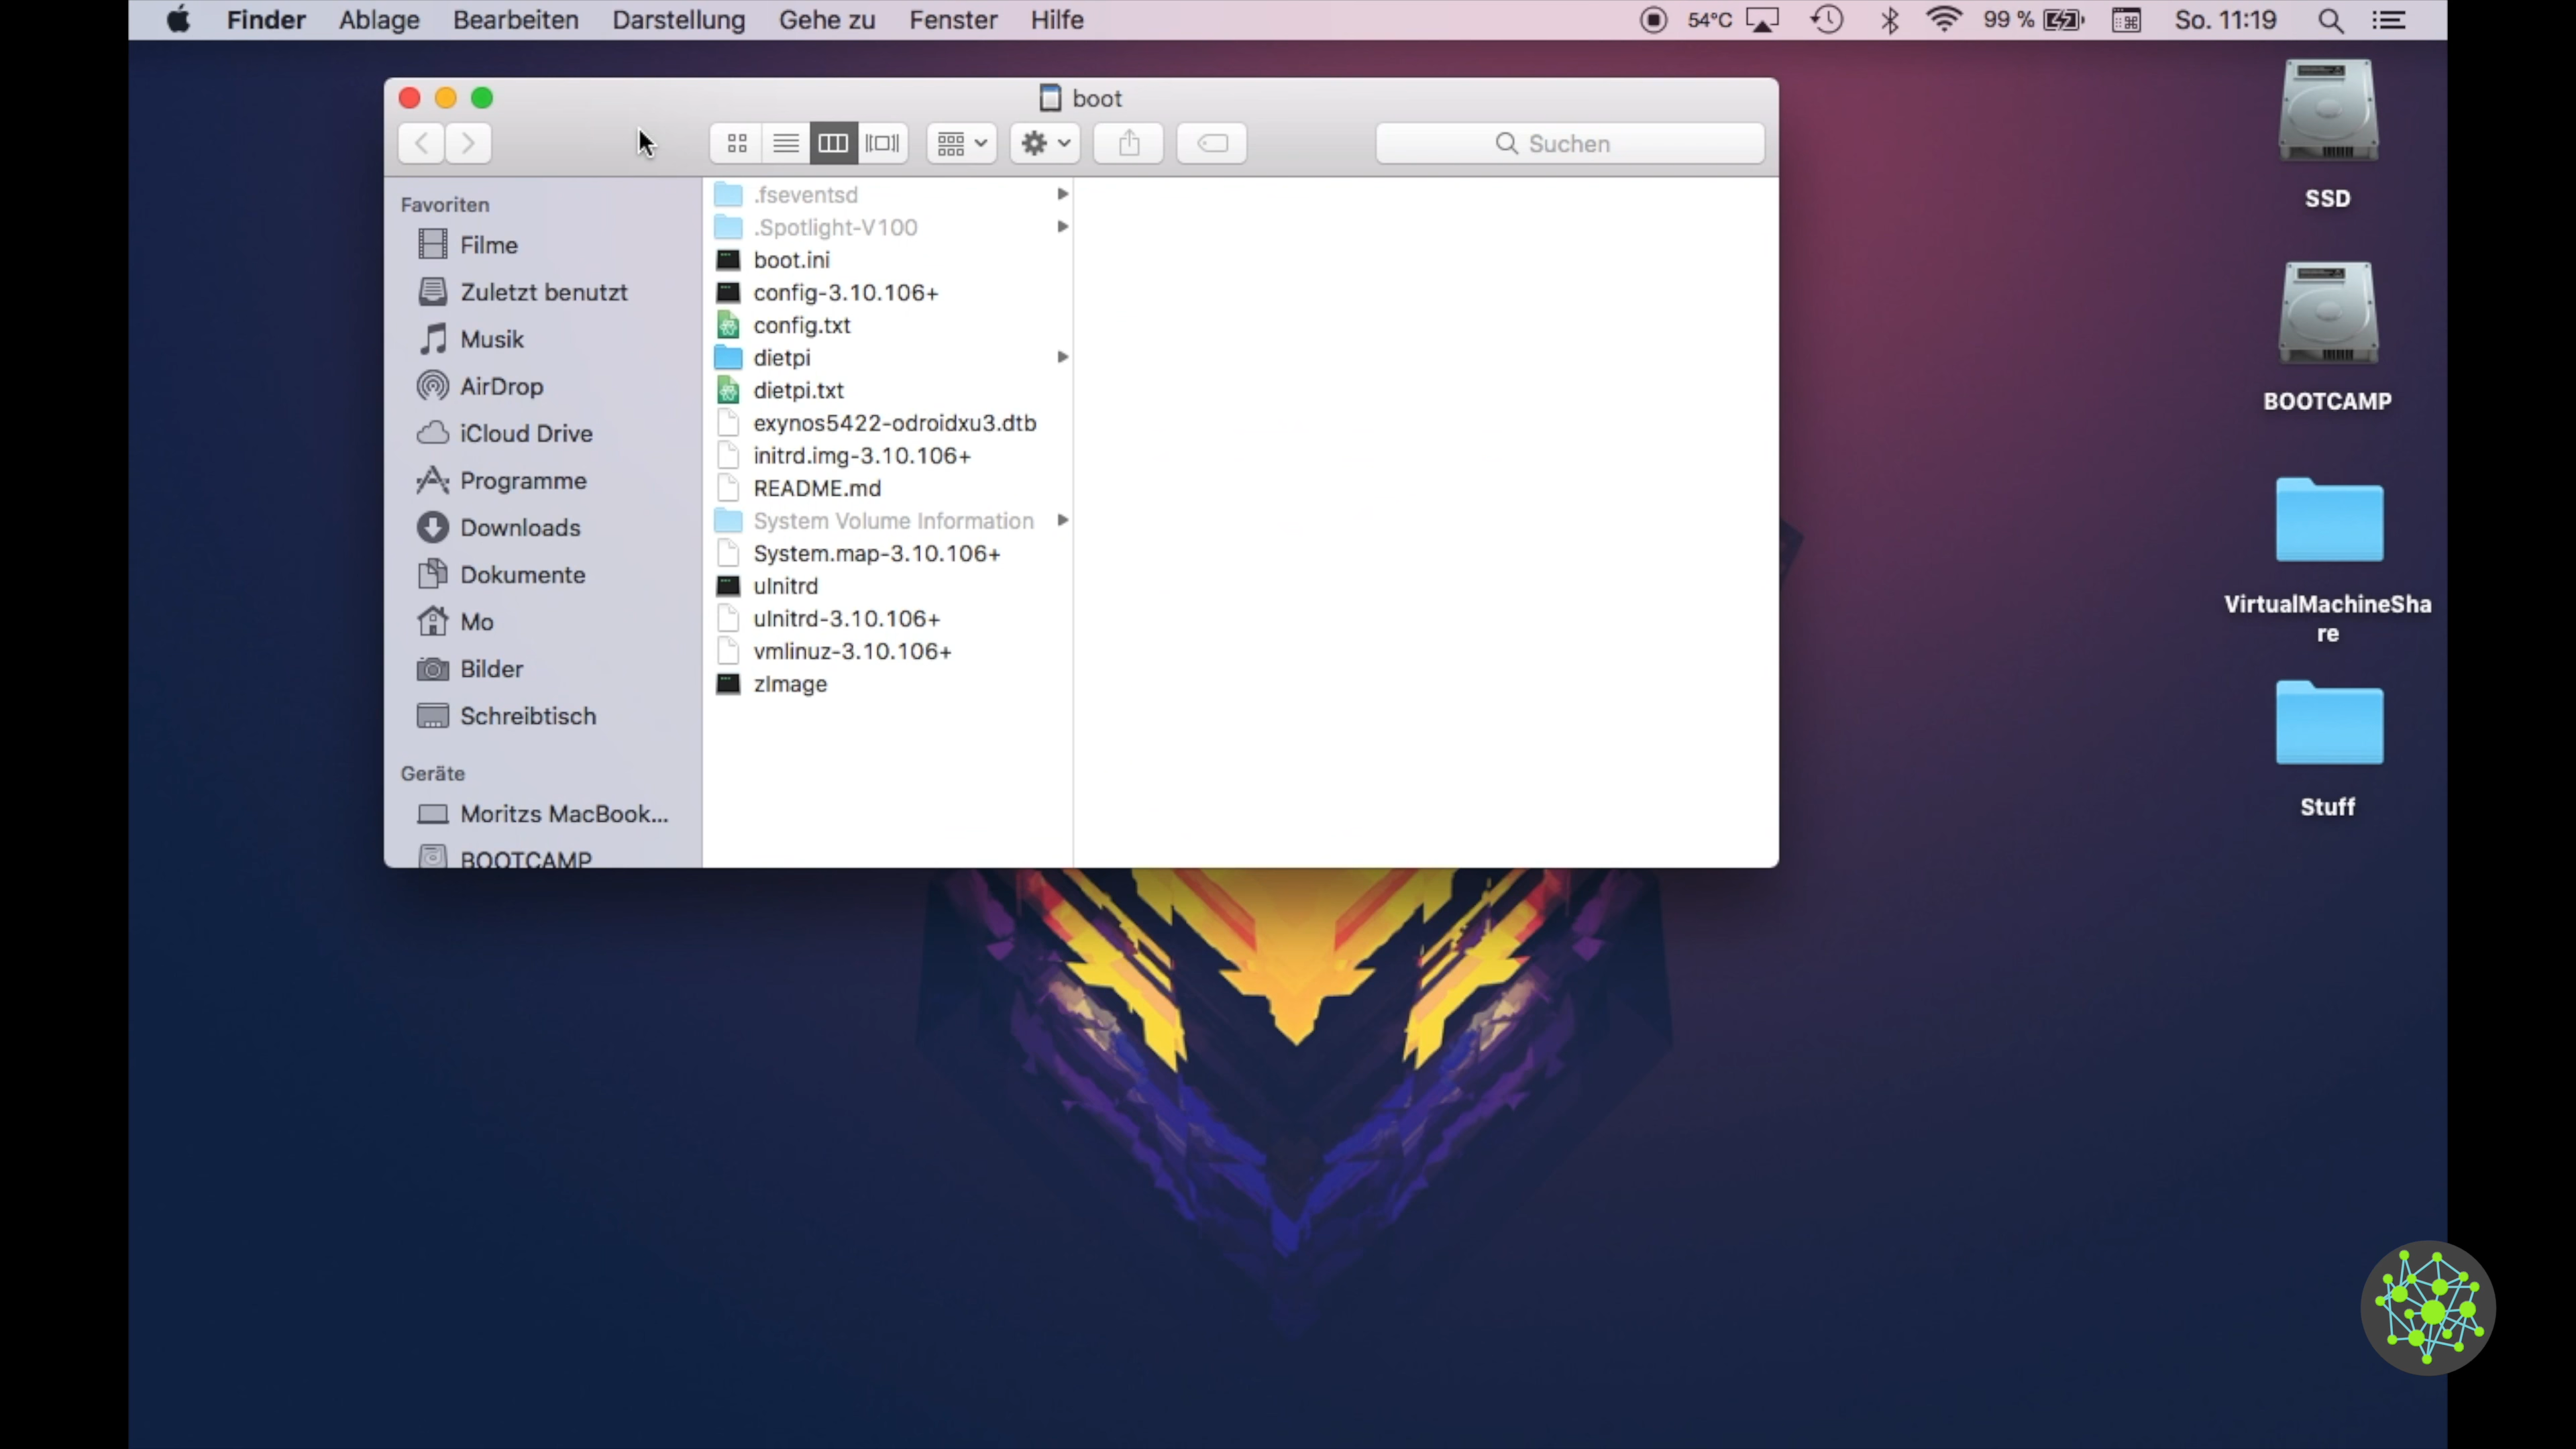 Finder Ablage Bearbeiten Darstellung Gehe zu Fenster Hilfe 54°C 99 % So. 11:19
boot
Suchen
Favoriten
Filme
Zuletzt benutzt
Musik
AirDrop
iCloud Drive
Programme
Downloads
Dokumente
Mo
Bilder
Schreibtisch
Geräte
Moritzs MacBook...
BOOTCAMP
.fseventsd
.Spotlight-V100
boot.ini
config-3.10.106+
config.txt
dietpi
dietpi.txt
exynos5422-odroidxu3.dtb
initrd.img-3.10.106+
README.md
System Volume Information
System.map-3.10.106+
uInitrd
uInitrd-3.10.106+
vmlinuz-3.10.106+
zImage
SSD
BOOTCAMP
VirtualMachineSha
re
Stuff